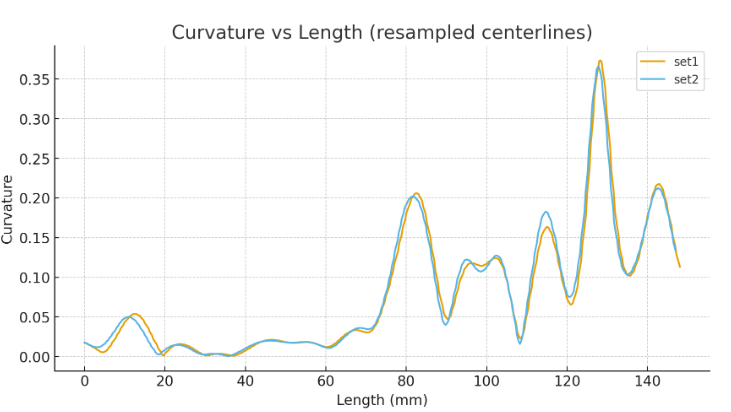 Curvature vs Length (resampled centerlines)
set1
set2
0.35
0.30
0.25
0.20
0.15
0.10
0.05
0.00
Curvature
0 20 40 60 80 100 120 140
Length (mm)